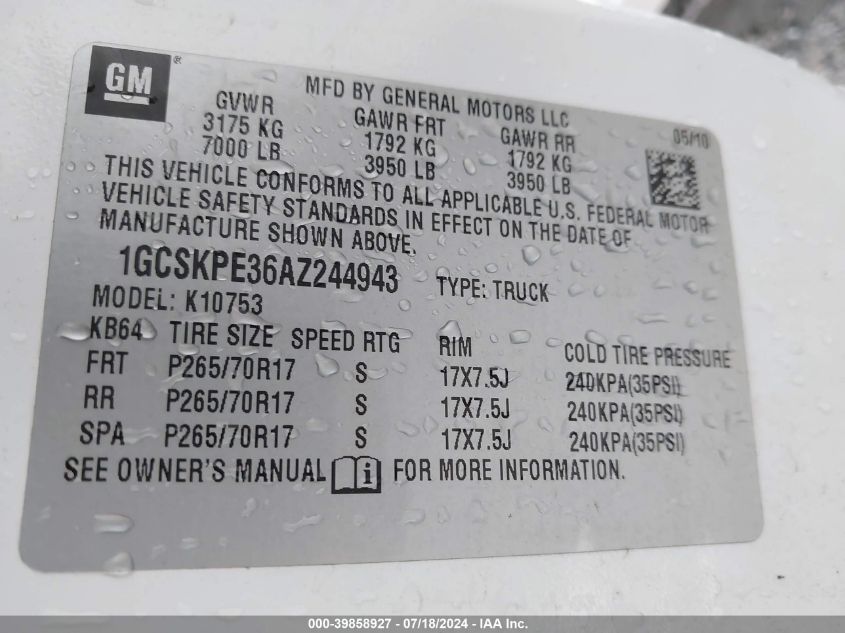 GM®
MFD BY GENERAL MOTORS LLC
05/10
GVWR GAWR FRT GAWR RR
3175 KG 1792 KG 1792 KG
7000 LB 3950 LB 3950 LB
THIS VEHICLE CONFORMS TO ALL APPLICABLE U.S. FEDERAL MOTOR
VEHICLE SAFETY STANDARDS IN EFFECT ON THE DATE OF
MANUFACTURE SHOWN ABOVE.
1GCSKPE36AZ244943 TYPE: TRUCK
MODEL: K10753
KB64 TIRE SIZE SPEED RTG RIM COLD TIRE PRESSURE
FRT P265/70R17 S 17X7.5J 240KPA(35PSI)
RR P265/70R17 S 17X7.5J 240KPA(35PSI)
SPA P265/70R17 S 17X7.5J 240KPA(35PSI)
SEE OWNER'S MANUAL i FOR MORE INFORMATION.
000-39858927 - 07/18/2024 - IAA Inc.